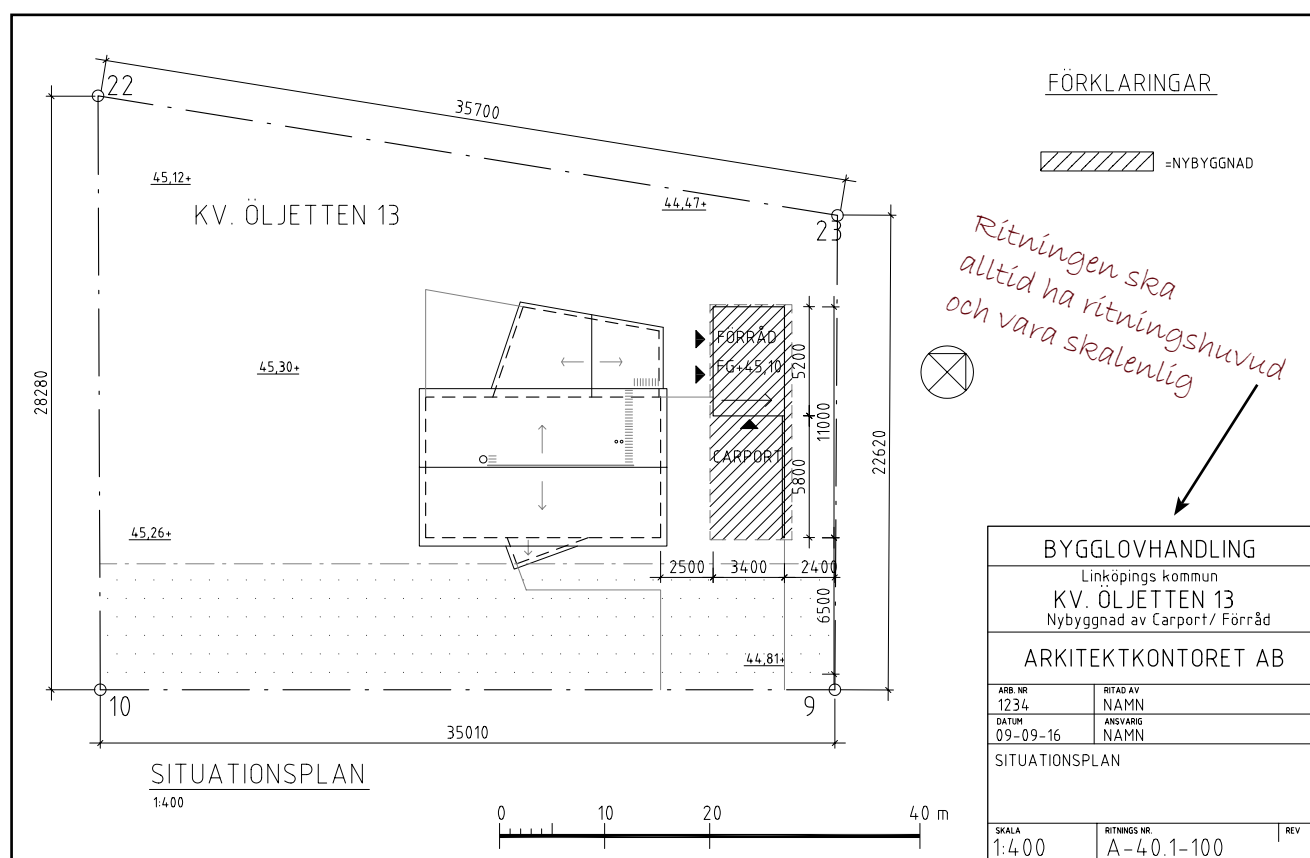 22
35700
FÖRKLARINGAR
=NYBYGGNAD
45,12+
44,47+
KV. ÖLJETTEN 13
23
Ritningen ska
alltid ha ritningshuvud
och vara skalenlig
FÖRRÅD
FG+45,10
5200
45,30+
28280
11000
22620
CARPORT
5800
45,26+
2500
3400
2400
6500
44,81+
10
9
35010
SITUATIONSPLAN
1:400
0
10
20
40 m
BYGGLOVHANDLING
Linköpings kommun
KV. ÖLJETTEN 13
Nybyggnad av Carport/ Förråd
ARKITEKTKONTORET AB
ARB. NR
RITAD AV
1234
NAMN
DATUM
ANSVARIG
09-09-16
NAMN
SITUATIONSPLAN
SKALA
RITNINGS NR.
REV
1:400
A-40.1-100